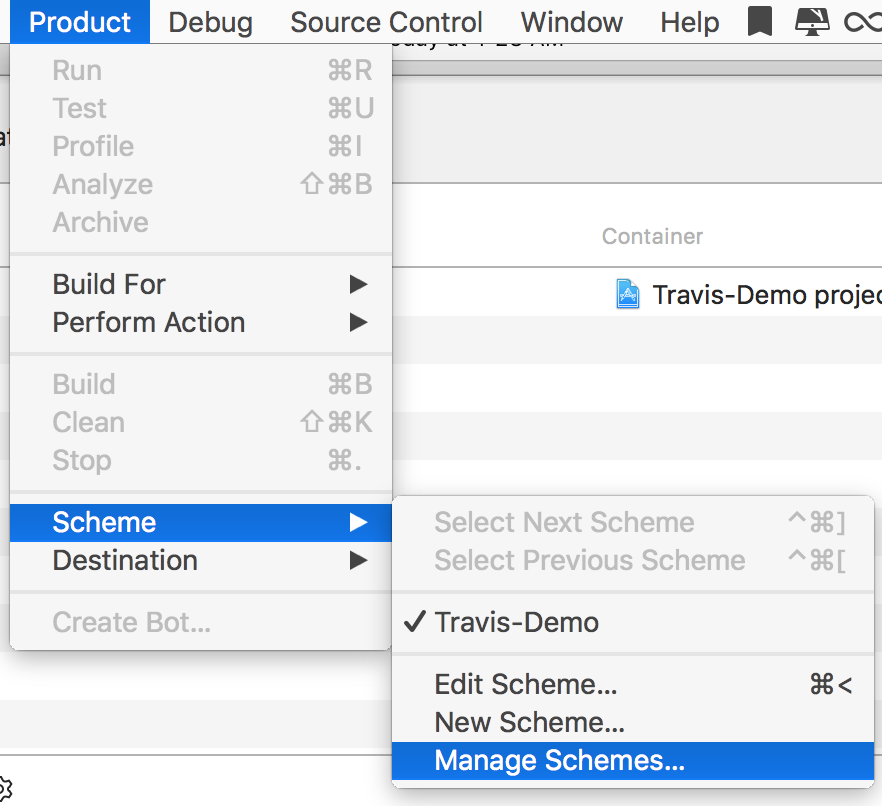 Product Debug Source Control Window Help
Run ⌘R
Test ⌘U
Profile ⌘I
Analyze ⇧⌘B
Archive
Container
Build For ▶
Travis-Demo
Perform Action ▶
Build ⌘B
Clean ⇧⌘K
Stop ⌘.
Scheme ▶
Destination ▶
Create Bot...
Select Next Scheme ^⌘]
Select Previous Scheme ^⌘[
✓ Travis-Demo
Edit Scheme... ⌘<
New Scheme...
Manage Schemes...